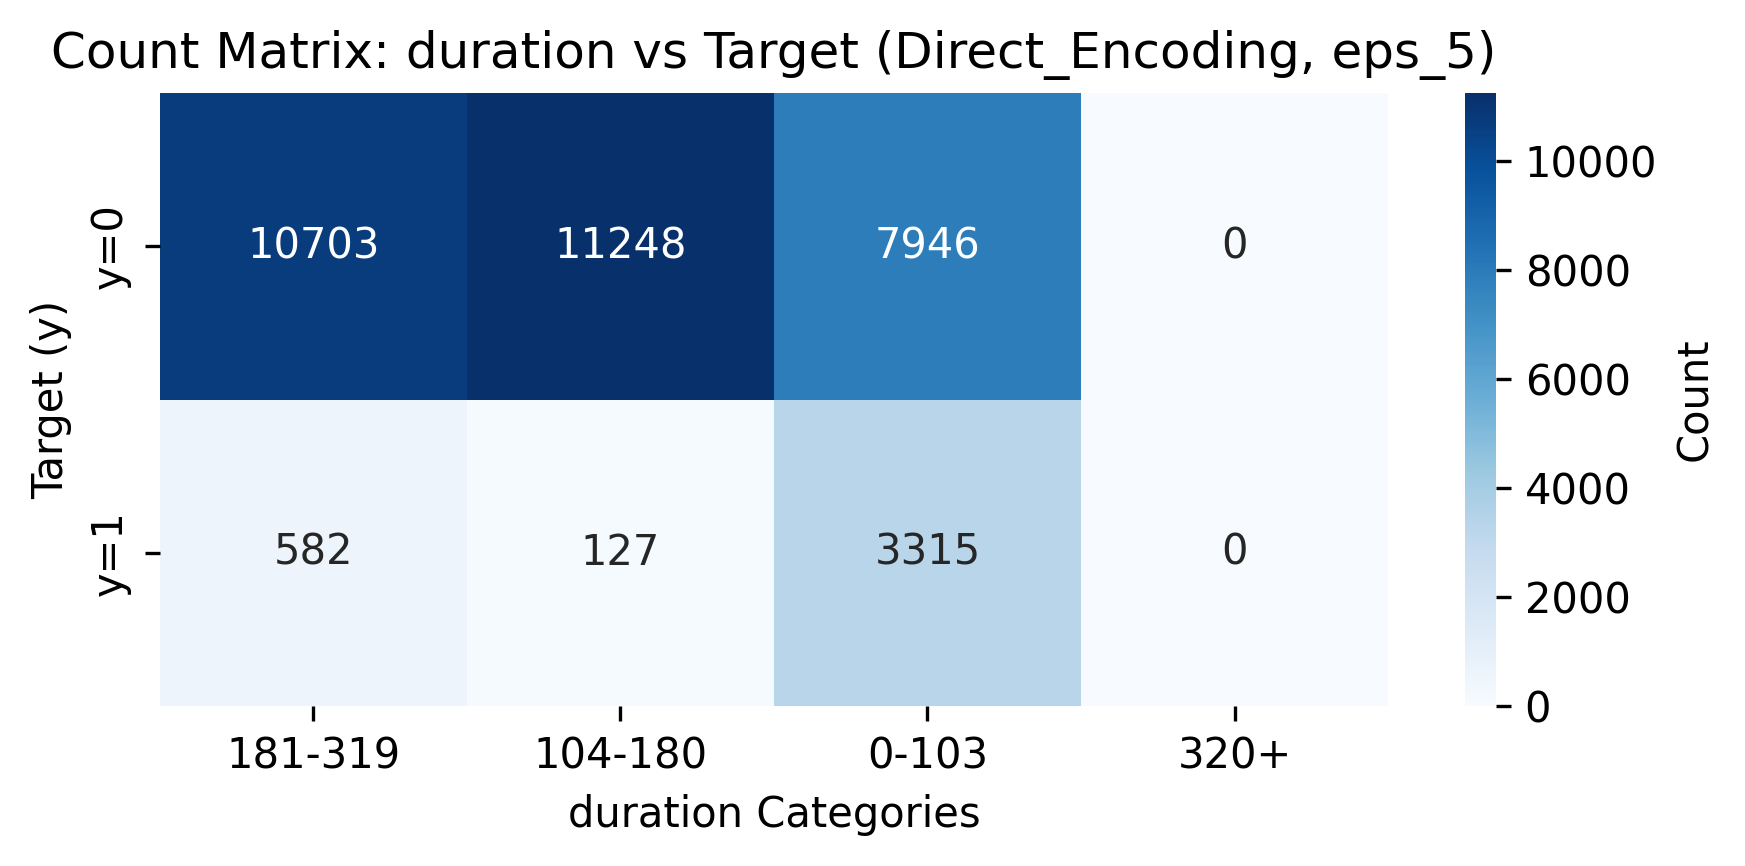 Count Matrix: duration vs Target (Direct_Encoding, eps_5)
Target (y)
y=0
10703 11248 7946 0
y=1
582 127 3315 0
181-319 104-180 0-103 320+
duration Categories
10000
8000
6000
4000
2000
0
Count